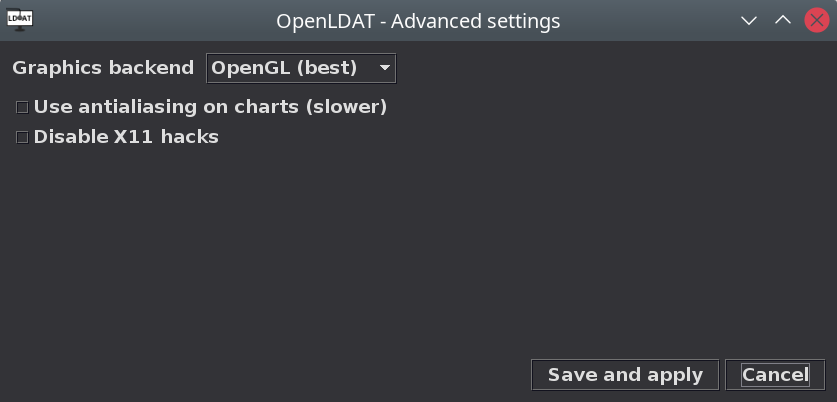 LDAT
OpenLDAT - Advanced settings
Graphics backend OpenGL (best)
Use antialiasing on charts (slower)
Disable X11 hacks
Save and apply Cancel